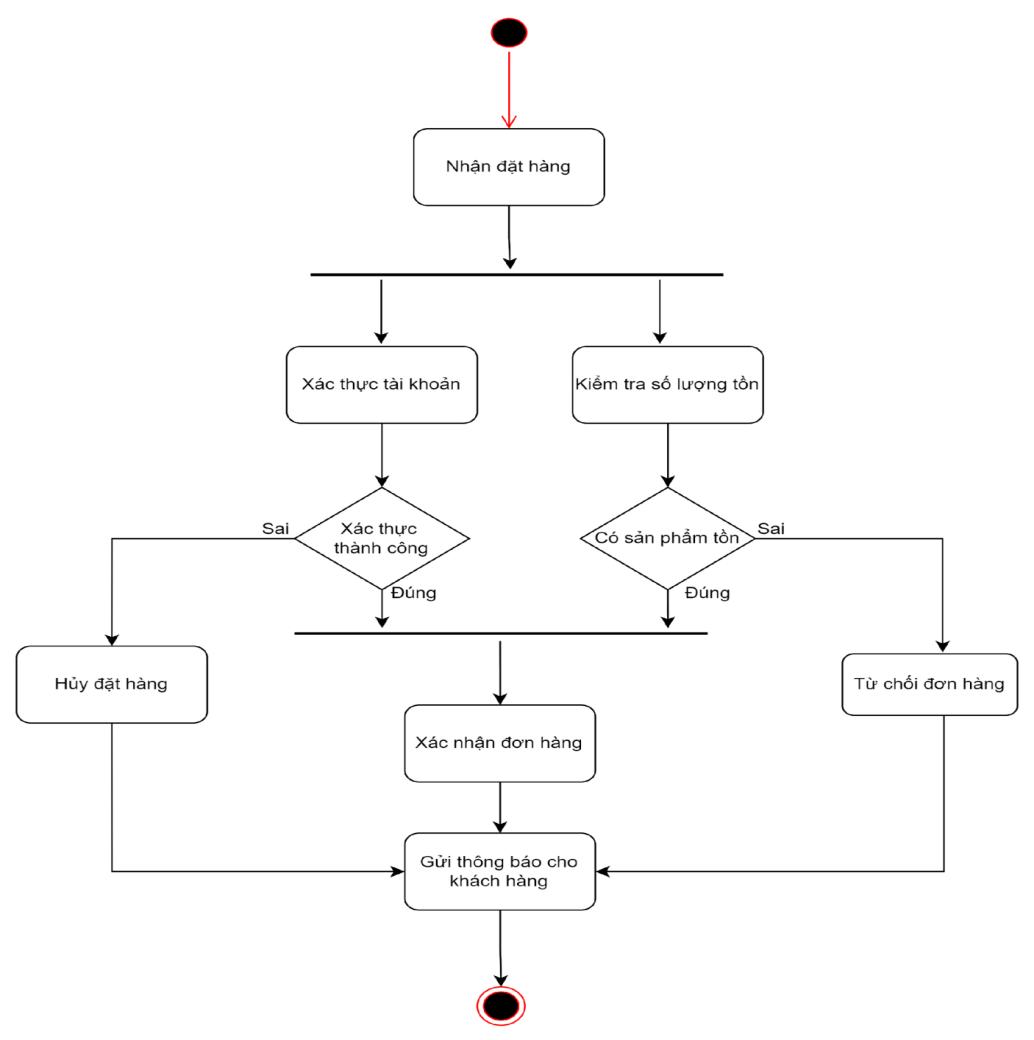 Nhận đặt hàng
Xác thực tài khoản
Kiểm tra số lượng tồn
Sai
Xác thực
thành công
Có sản phẩm tồn
Sai
Đúng
Đúng
Hủy đặt hàng
Từ chối đơn hàng
Xác nhận đơn hàng
Gửi thông báo cho
khách hàng